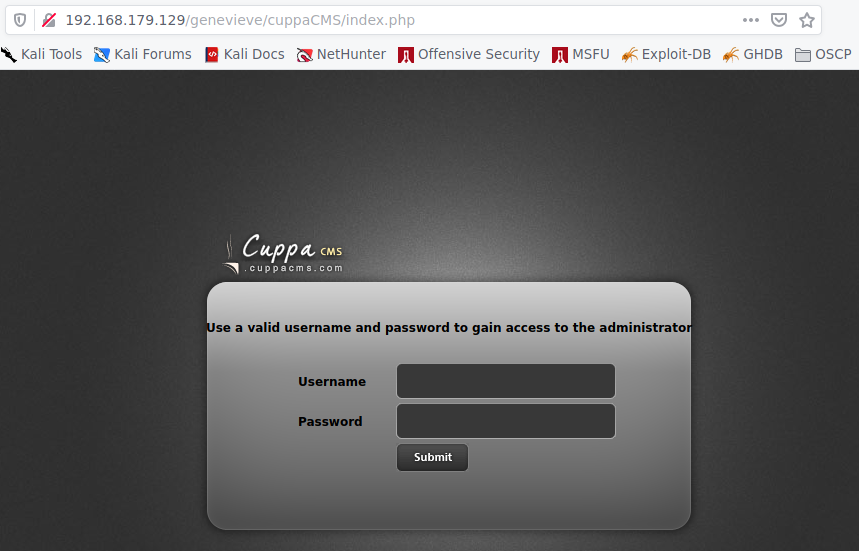 192.168.179.129/genevieve/cuppaCMS/index.php
Kali Tools Kali Forums Kali Docs NetHunter Offensive Security MSFU Exploit-DB GHDB OSCP
Cuppa CMS
.cuppacms.com
Use a valid username and password to gain access to the administrator
Username
Password
Submit